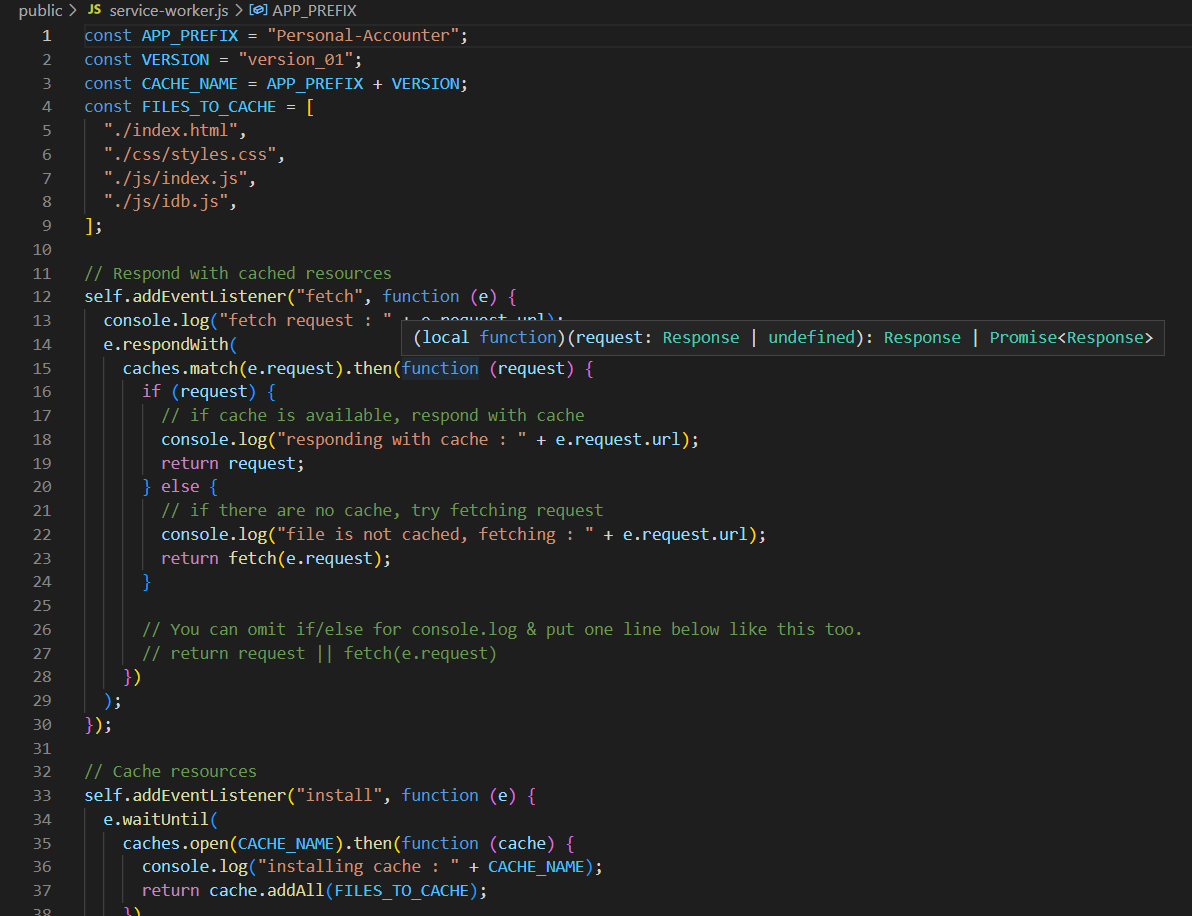 public > JS service-worker.js > APP_PREFIX
1 const APP_PREFIX = "Personal-Accounter";
2 const VERSION = "version_01";
3 const CACHE_NAME = APP_PREFIX + VERSION;
4 const FILES_TO_CACHE = [
5   "./index.html",
6   "./css/styles.css",
7   "./js/index.js",
8   "./js/idb.js",
9 ];
10
11 // Respond with cached resources
12 self.addEventListener("fetch", function (e) {
13   console.log("fetch request : " + e.request.url);
(local function)(request: Response | undefined): Response | Promise<Response>
14   e.respondWith(
15     caches.match(e.request).then(function (request) {
16       if (request) {
17         // if cache is available, respond with cache
18         console.log("responding with cache : " + e.request.url);
19         return request;
20       } else {
21         // if there are no cache, try fetching request
22         console.log("file is not cached, fetching : " + e.request.url);
23         return fetch(e.request);
24       }
25
26       // You can omit if/else for console.log & put one line below like this too.
27       // return request || fetch(e.request)
28     })
29   );
30 });
31
32 // Cache resources
33 self.addEventListener("install", function (e) {
34   e.waitUntil(
35     caches.open(CACHE_NAME).then(function (cache) {
36       console.log("installing cache : " + CACHE_NAME);
37       return cache.addAll(FILES_TO_CACHE);
38     })